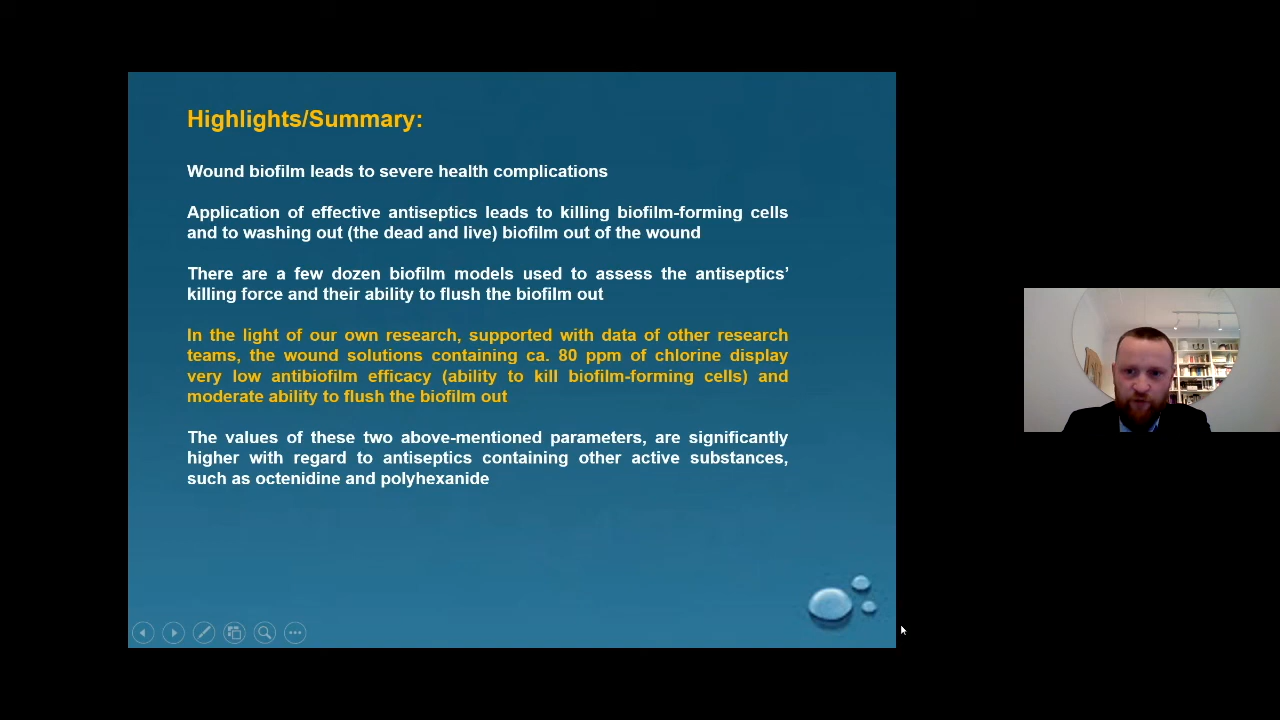 Highlights/Summary:
Wound biofilm leads to severe health complications
Application of effective antiseptics leads to killing biofilm-forming cells
and to washing out (the dead and live) biofilm out of the wound
There are a few dozen biofilm models used to assess the antiseptics’
killing force and their ability to flush the biofilm out
In the light of our own research, supported with data of other research
teams, the wound solutions containing ca. 80 ppm of chlorine display
very low antibiofilm efficacy (ability to kill biofilm-forming cells) and
moderate ability to flush the biofilm out
The values of these two above-mentioned parameters, are significantly
higher with regard to antiseptics containing other active substances,
such as octenidine and polyhexanide